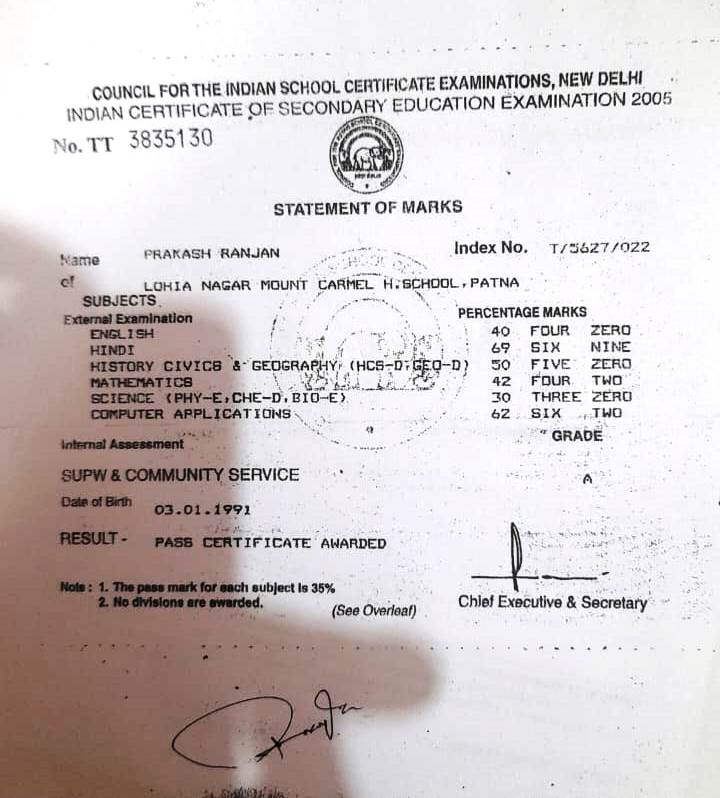 COUNCIL FOR THE INDIAN SCHOOL CERTIFICATE EXAMINATIONS, NEW DELHI
INDIAN CERTIFICATE OF SECONDARY EDUCATION EXAMINATION 2005
No. TT 3835130
STATEMENT OF MARKS
Name PRAKASH RANJAN Index No. T/5627/022
of LOHIA NAGAR MOUNT CARMEL H.SCHOOL,PATNA
SUBJECTS PERCENTAGE MARKS
External Examination
ENGLISH 40 FOUR ZERO
HINDI 69 SIX NINE
HISTORY CIVICS & GEOGRAPHY (HCS-D,GEO-D) 50 FIVE ZERO
MATHEMATICS 42 FOUR TWO
SCIENCE (PHY-E,CHE-D,BIO-E) 30 THREE ZERO
COMPUTER APPLICATIONS 62 SIX TWO
Internal Assessment GRADE
SUPW & COMMUNITY SERVICE A
Date of Birth 03.01.1991
RESULT - PASS CERTIFICATE AWARDED
Note : 1. The pass mark for each subject is 35%
2. No divisions are awarded.
(See Overleaf)
Chief Executive & Secretary